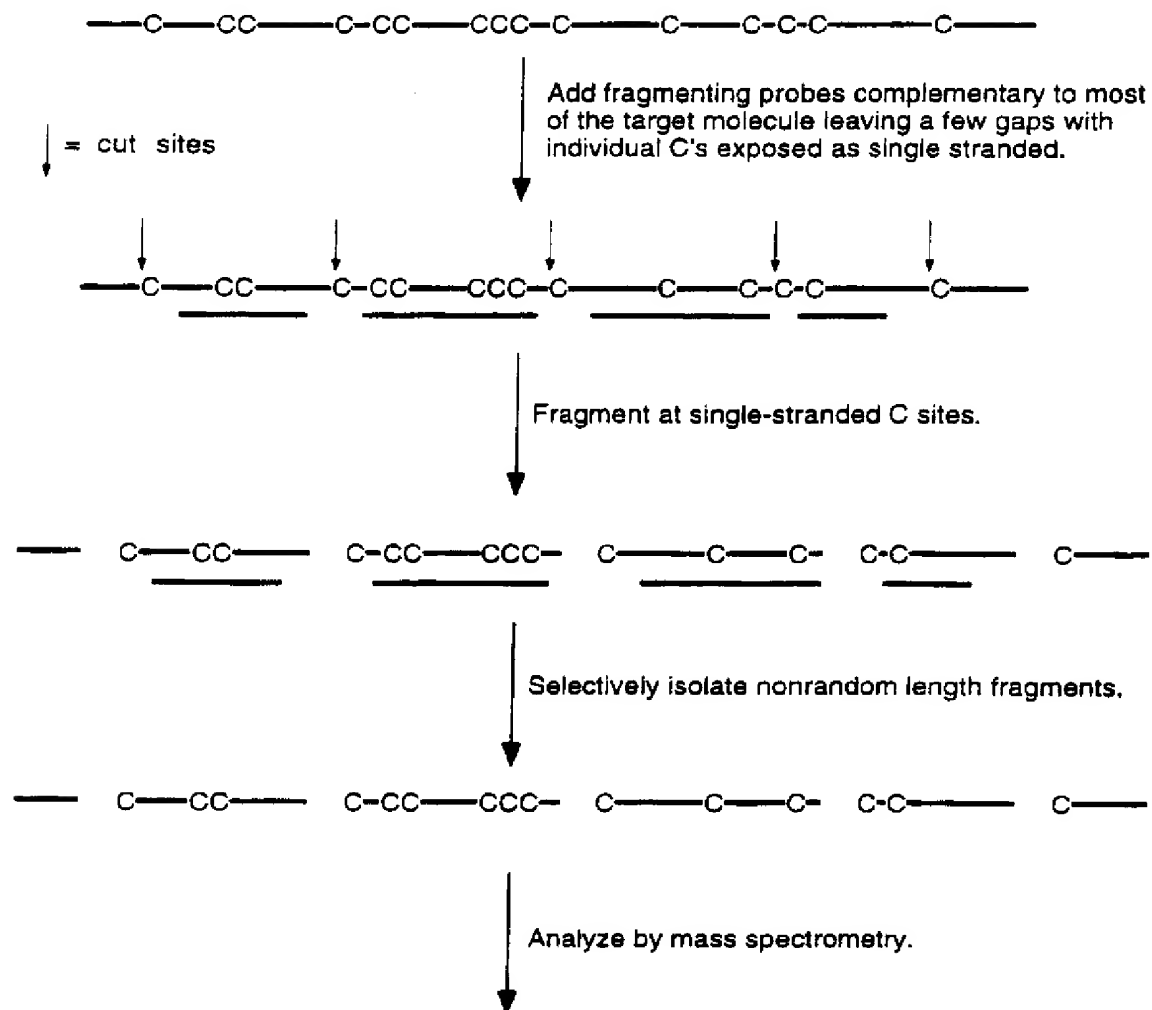 C CC C-CC CCC-C C C-C-C C
Add fragmenting probes complementary to most
of the target molecule leaving a few gaps with
individual C's exposed as single stranded.
= cut sites
C CC C-CC CCC-C C C-C-C C
Fragment at single-stranded C sites.
C CC C-CC CCC- C C C- C-C C
Selectively isolate nonrandom length fragments.
C CC C-CC CCC- C C C- C-C C
Analyze by mass spectrometry.